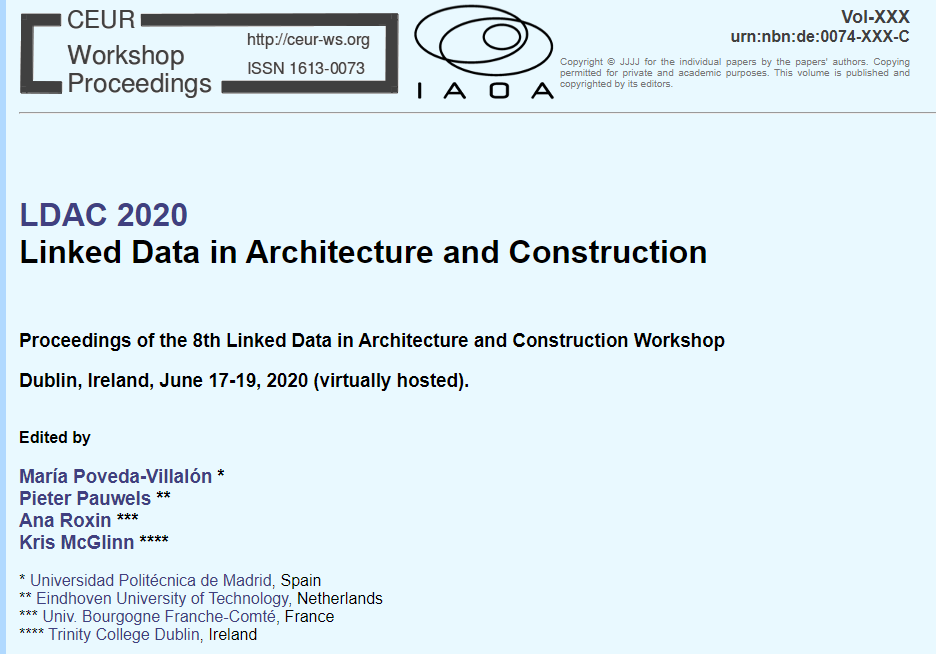 CEUR
Workshop
Proceedings
http://ceur-ws.org
ISSN 1613-0073
IAOA
Vol-XXX
urn:nbn:de:0074-XXX-C
Copyright © JJJJ for the individual papers by the papers' authors. Copying
permitted for private and academic purposes. This volume is published and
copyrighted by its editors.
LDAC 2020
Linked Data in Architecture and Construction
Proceedings of the 8th Linked Data in Architecture and Construction Workshop
Dublin, Ireland, June 17-19, 2020 (virtually hosted).
Edited by
María Poveda-Villalón *
Pieter Pauwels **
Ana Roxin ***
Kris McGlinn ****
* Universidad Politécnica de Madrid, Spain
** Eindhoven University of Technology, Netherlands
*** Univ. Bourgogne Franche-Comté, France
**** Trinity College Dublin, Ireland